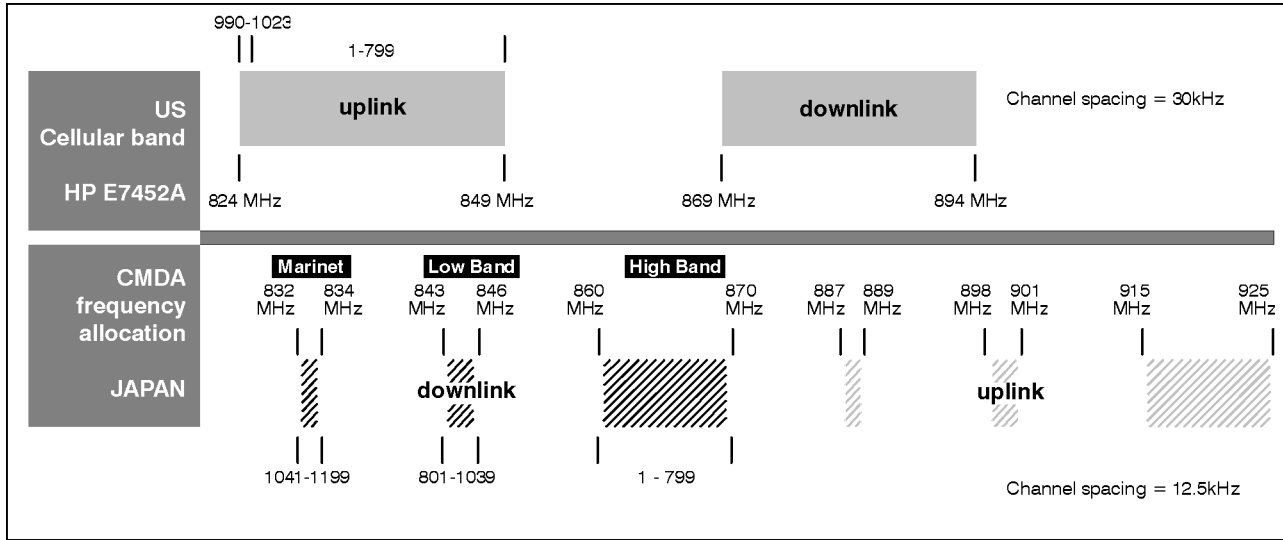 990-1023
1-799
US
Cellular band
HP E7452A
uplink
downlink
Channel spacing = 30kHz
824 MHz
849 MHz
869 MHz
894 MHz
CMDA
frequency
allocation
JAPAN
Marinet
Low Band
High Band
832
MHz
834
MHz
843
MHz
846
MHz
860
MHz
870
MHz
887
MHz
889
MHz
898
MHz
901
MHz
915
MHz
925
MHz
downlink
uplink
1041-1199
801-1039
1 - 799
Channel spacing = 12.5kHz